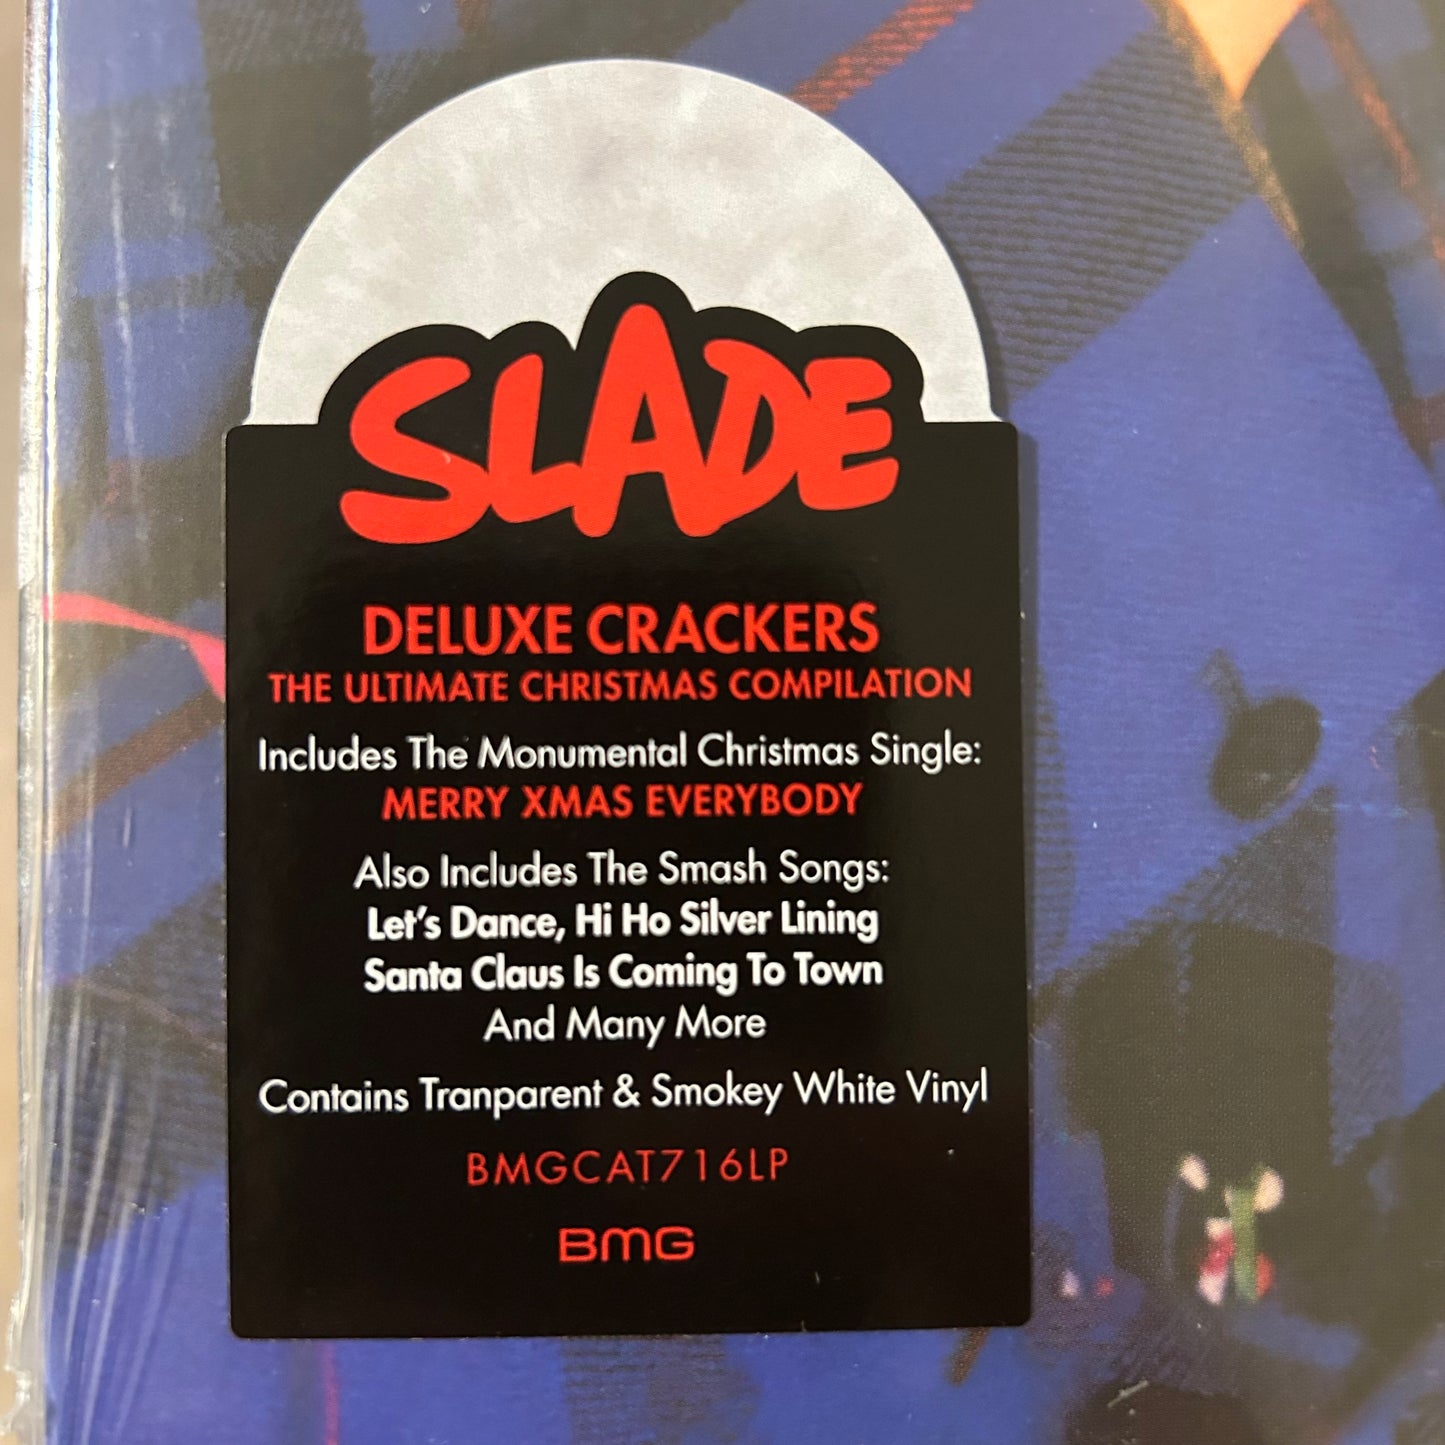 SLADE
DELUXE CRACKERS
THE ULTIMATE CHRISTMAS COMPILATION
Includes The Monumental Christmas Single:
MERRY XMAS EVERYBODY
Also Includes The Smash Songs:
Let's Dance, Hi Ho Silver Lining
Santa Claus Is Coming To Town
And Many More
Contains Tranparent & Smokey White Vinyl
BMGCAT716LP
BMG